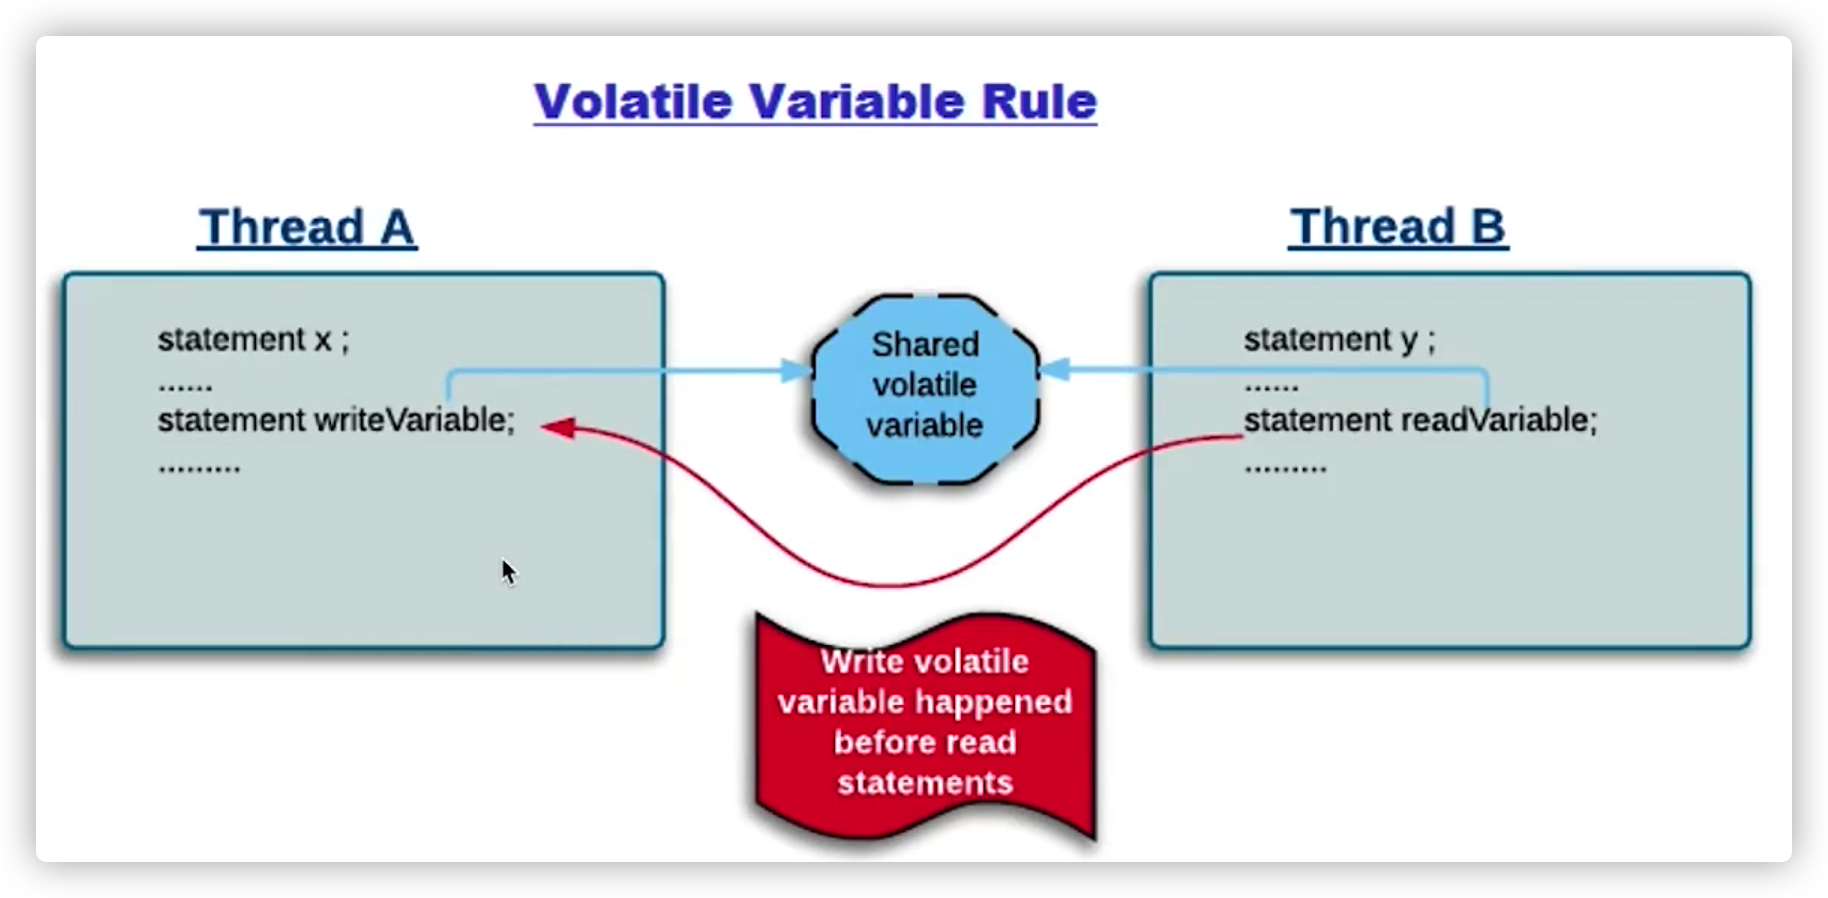 Volatile Variable Rule
Thread A
statement x ;
......
statement writeVariable;
.........
Shared
volatile
variable
Thread B
statement y ;
......
statement readVariable;
.........
Write volatile
variable happened
before read
statements